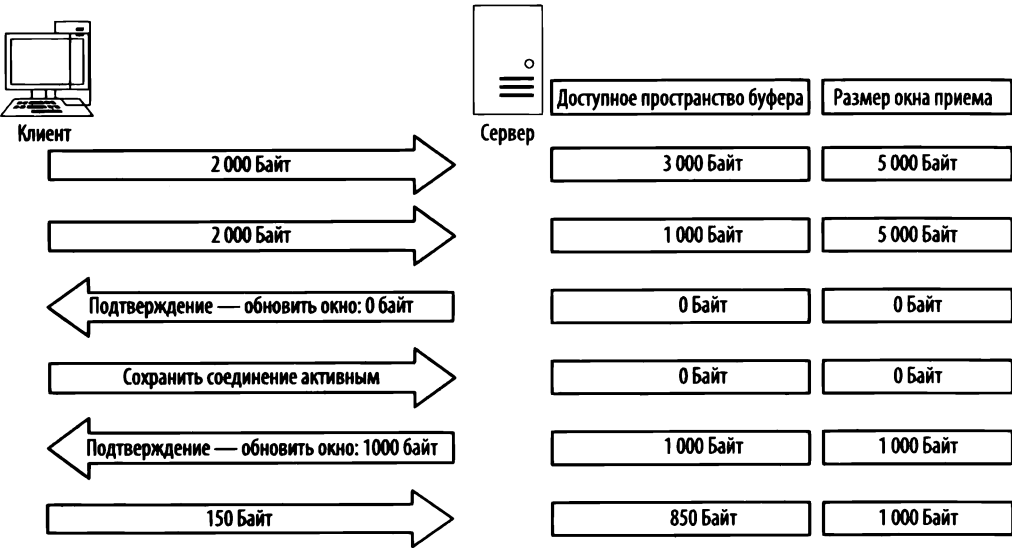 Клиент
Сервер
Доступное пространство буфера
Размер окна приема
2 000 Байт
3 000 Байт
5 000 Байт
2 000 Байт
1 000 Байт
5 000 Байт
Подтверждение — обновить окно: 0 байт
0 Байт
0 Байт
Сохранить соединение активным
0 Байт
0 Байт
Подтверждение — обновить окно: 1000 байт
1 000 Байт
1 000 Байт
150 Байт
850 Байт
1 000 Байт